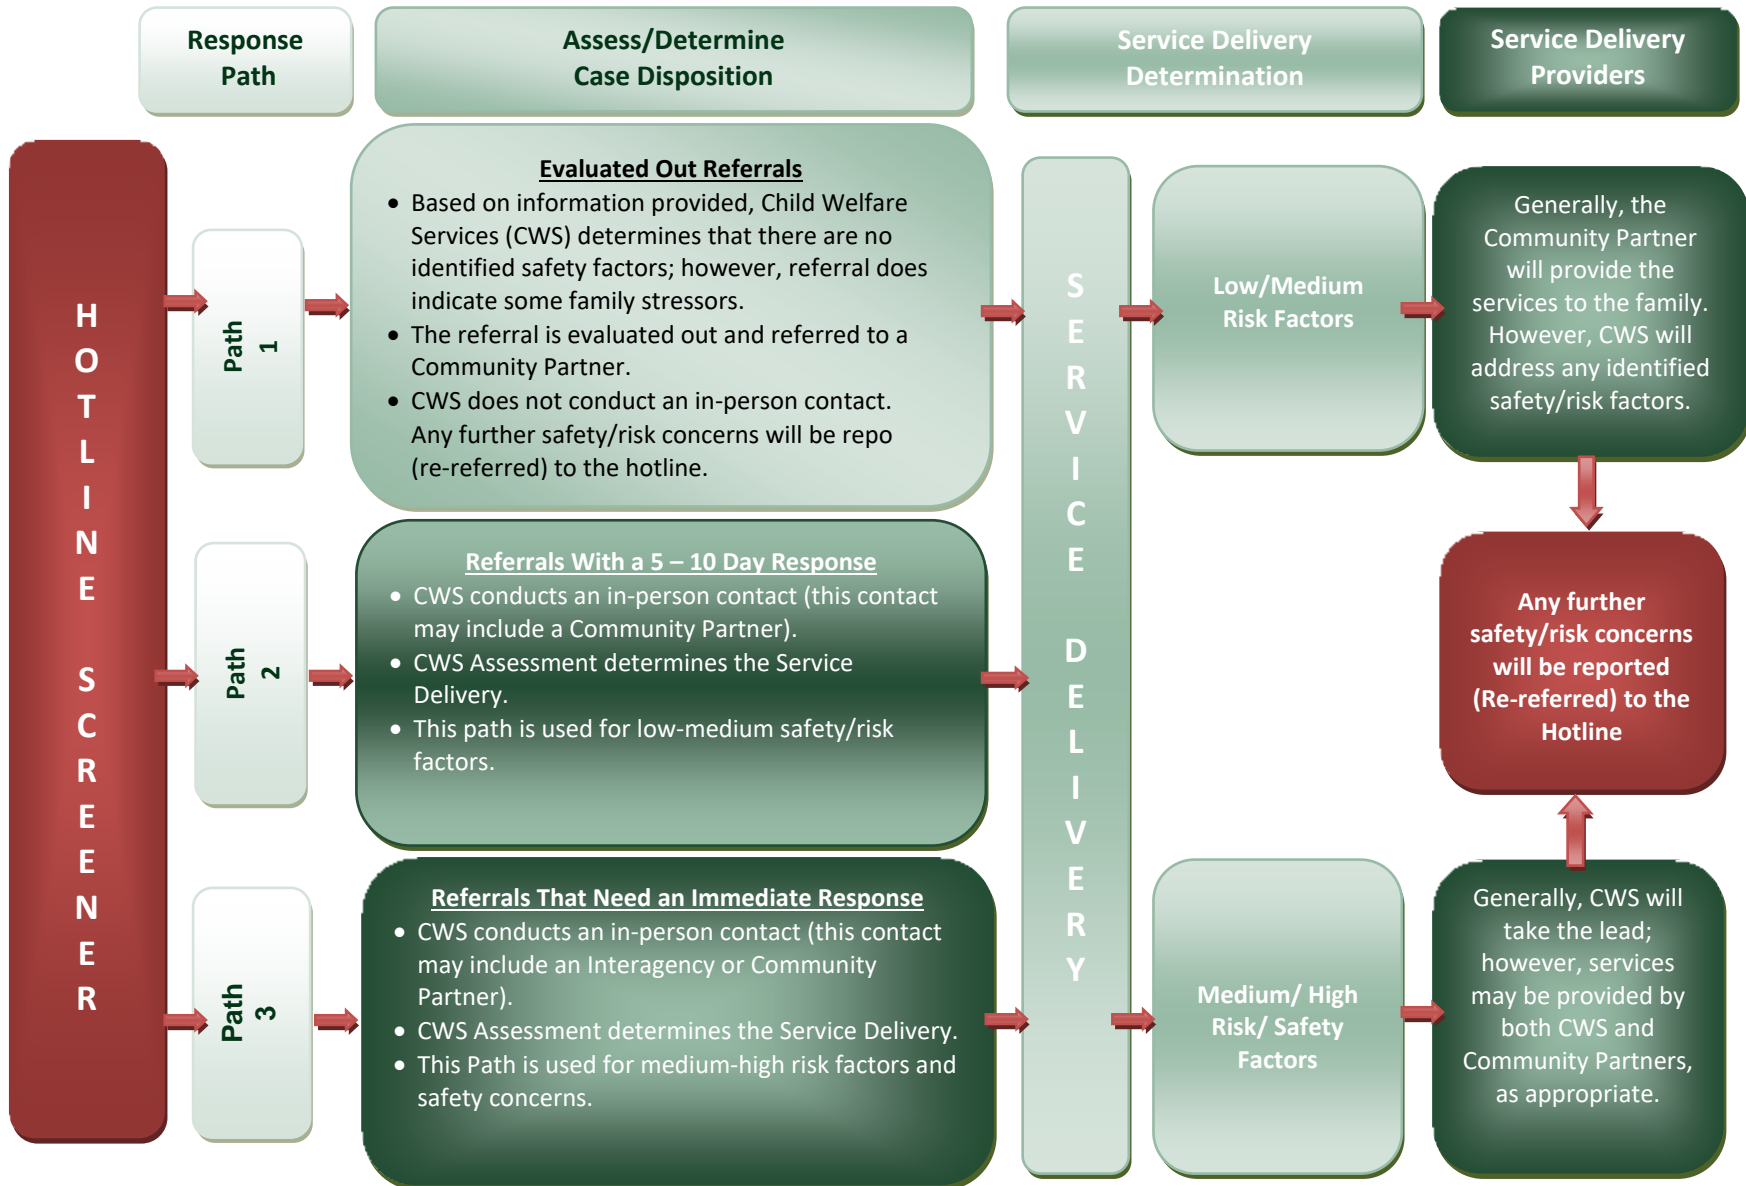 Response
Path
Assess/Determine
Case Disposition
Service Delivery
Determination
Service Delivery
Providers
HOTLINE SCREENER
Path
1
Evaluated Out Referrals
• Based on information provided, Child Welfare
Services (CWS) determines that there are no
identified safety factors; however, referral does
indicate some family stressors.
• The referral is evaluated out and referred to a
Community Partner.
• CWS does not conduct an in-person contact.
Any further safety/risk concerns will be repo
(re-referred) to the hotline.
Path
2
Referrals With a 5 – 10 Day Response
• CWS conducts an in-person contact (this contact
may include a Community Partner).
• CWS Assessment determines the Service
Delivery.
• This path is used for low-medium safety/risk
factors.
Path
3
Referrals That Need an Immediate Response
• CWS conducts an in-person contact (this contact
may include an Interagency or Community
Partner).
• CWS Assessment determines the Service Delivery.
• This Path is used for medium-high risk factors and
safety concerns.
SERVICE DELIVERY
Low/Medium
Risk Factors
Generally, the
Community Partner
will provide the
services to the family.
However, CWS will
address any identified
safety/risk factors.
Any further
safety/risk concerns
will be reported
(Re-referred) to the
Hotline
Medium/ High
Risk/ Safety
Factors
Generally, CWS will
take the lead;
however, services
may be provided by
both CWS and
Community Partners,
as appropriate.